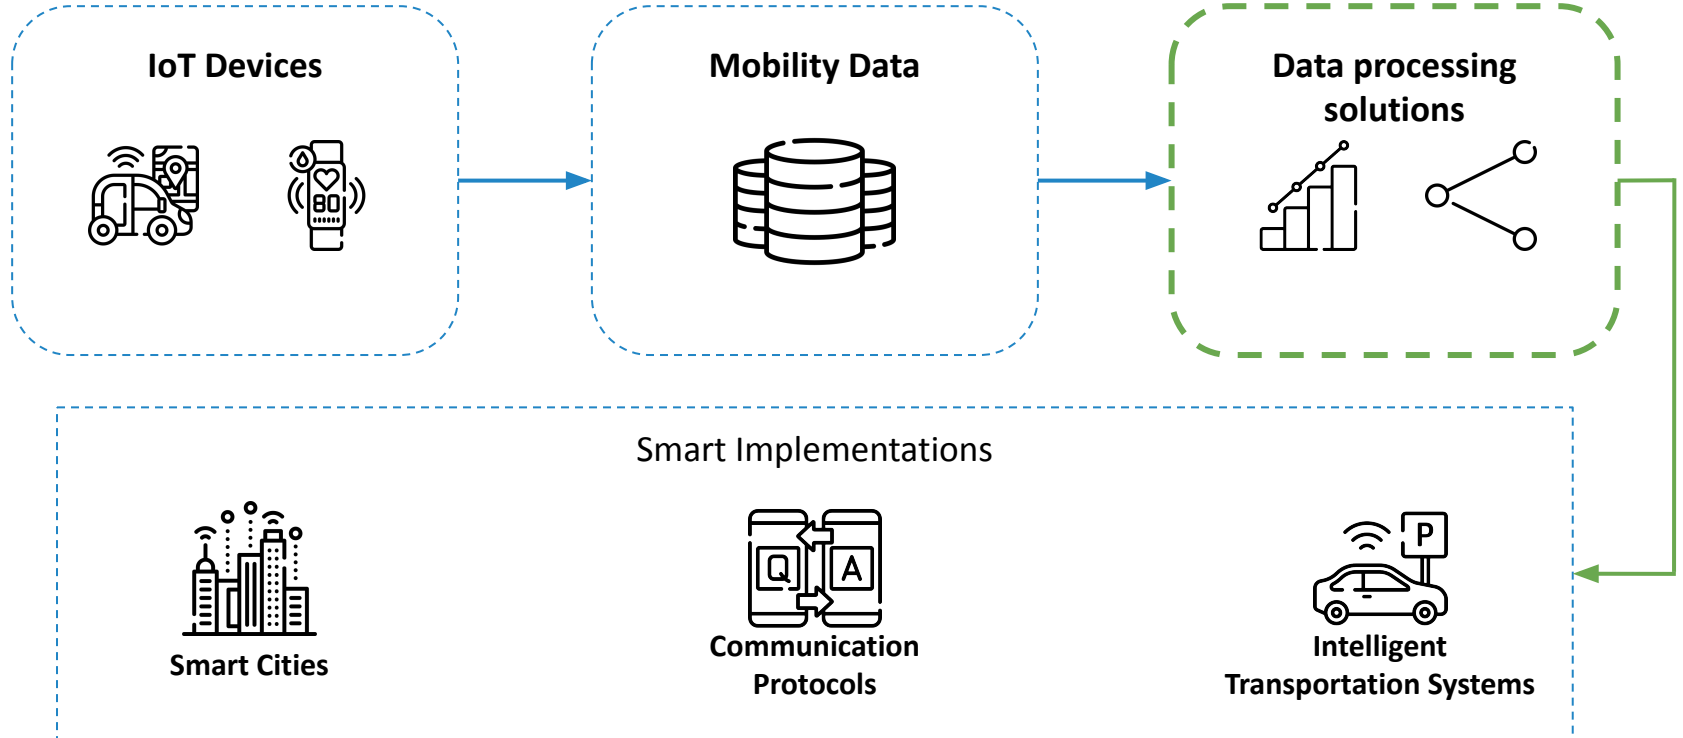 IoT Devices
Mobility Data
Data processing
solutions
80
Smart Implementations
Q
A
P
Smart Cities
Communication
Protocols
Intelligent
Transportation Systems